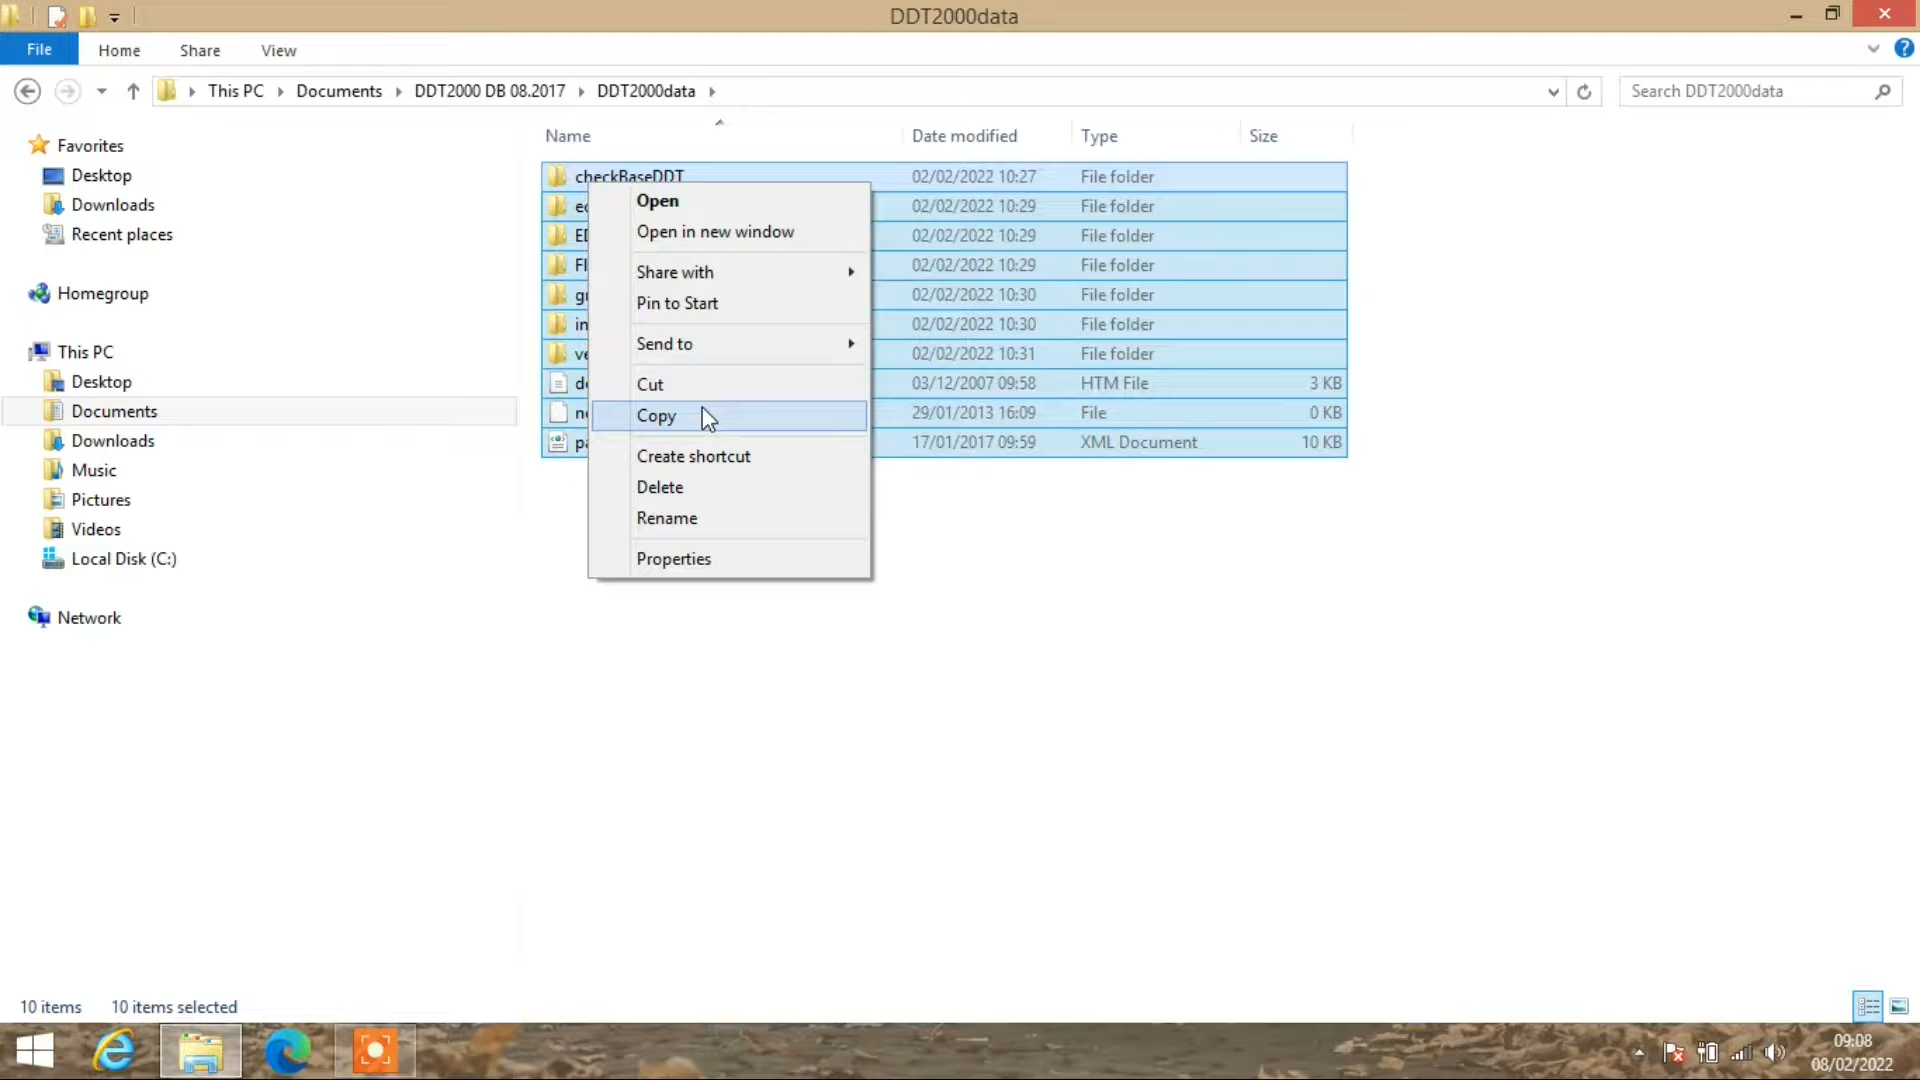 DDT2000data
File Home Share View
This PC Documents DDT2000 DB 08.2017 DDT2000data Search DDT2000data
Name Date modified Type Size
Favorites
Desktop
Downloads
Recent places
Homegroup
This PC
Desktop
Documents
Downloads
Music
Pictures
Videos
Local Disk (C:)
Network
checkBaseDDT 02/02/2022 10:27 File folder
02/02/2022 10:29 File folder
02/02/2022 10:29 File folder
02/02/2022 10:29 File folder
02/02/2022 10:30 File folder
02/02/2022 10:30 File folder
02/02/2022 10:31 File folder
03/12/2007 09:58 HTM File 3 KB
29/01/2013 16:09 File 0 KB
17/01/2017 09:59 XML Document 10 KB
Open
Open in new window
Share with
Pin to Start
Send to
Cut
Copy
Create shortcut
Delete
Rename
Properties
10 items 10 items selected
09:08
08/02/2022